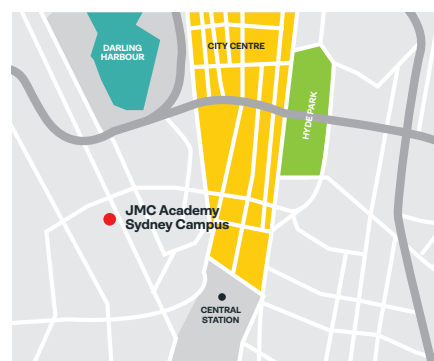 DARLING
HARBOUR
CITY CENTRE
HYDE PARK
JMC Academy
Sydney Campus
CENTRAL
STATION